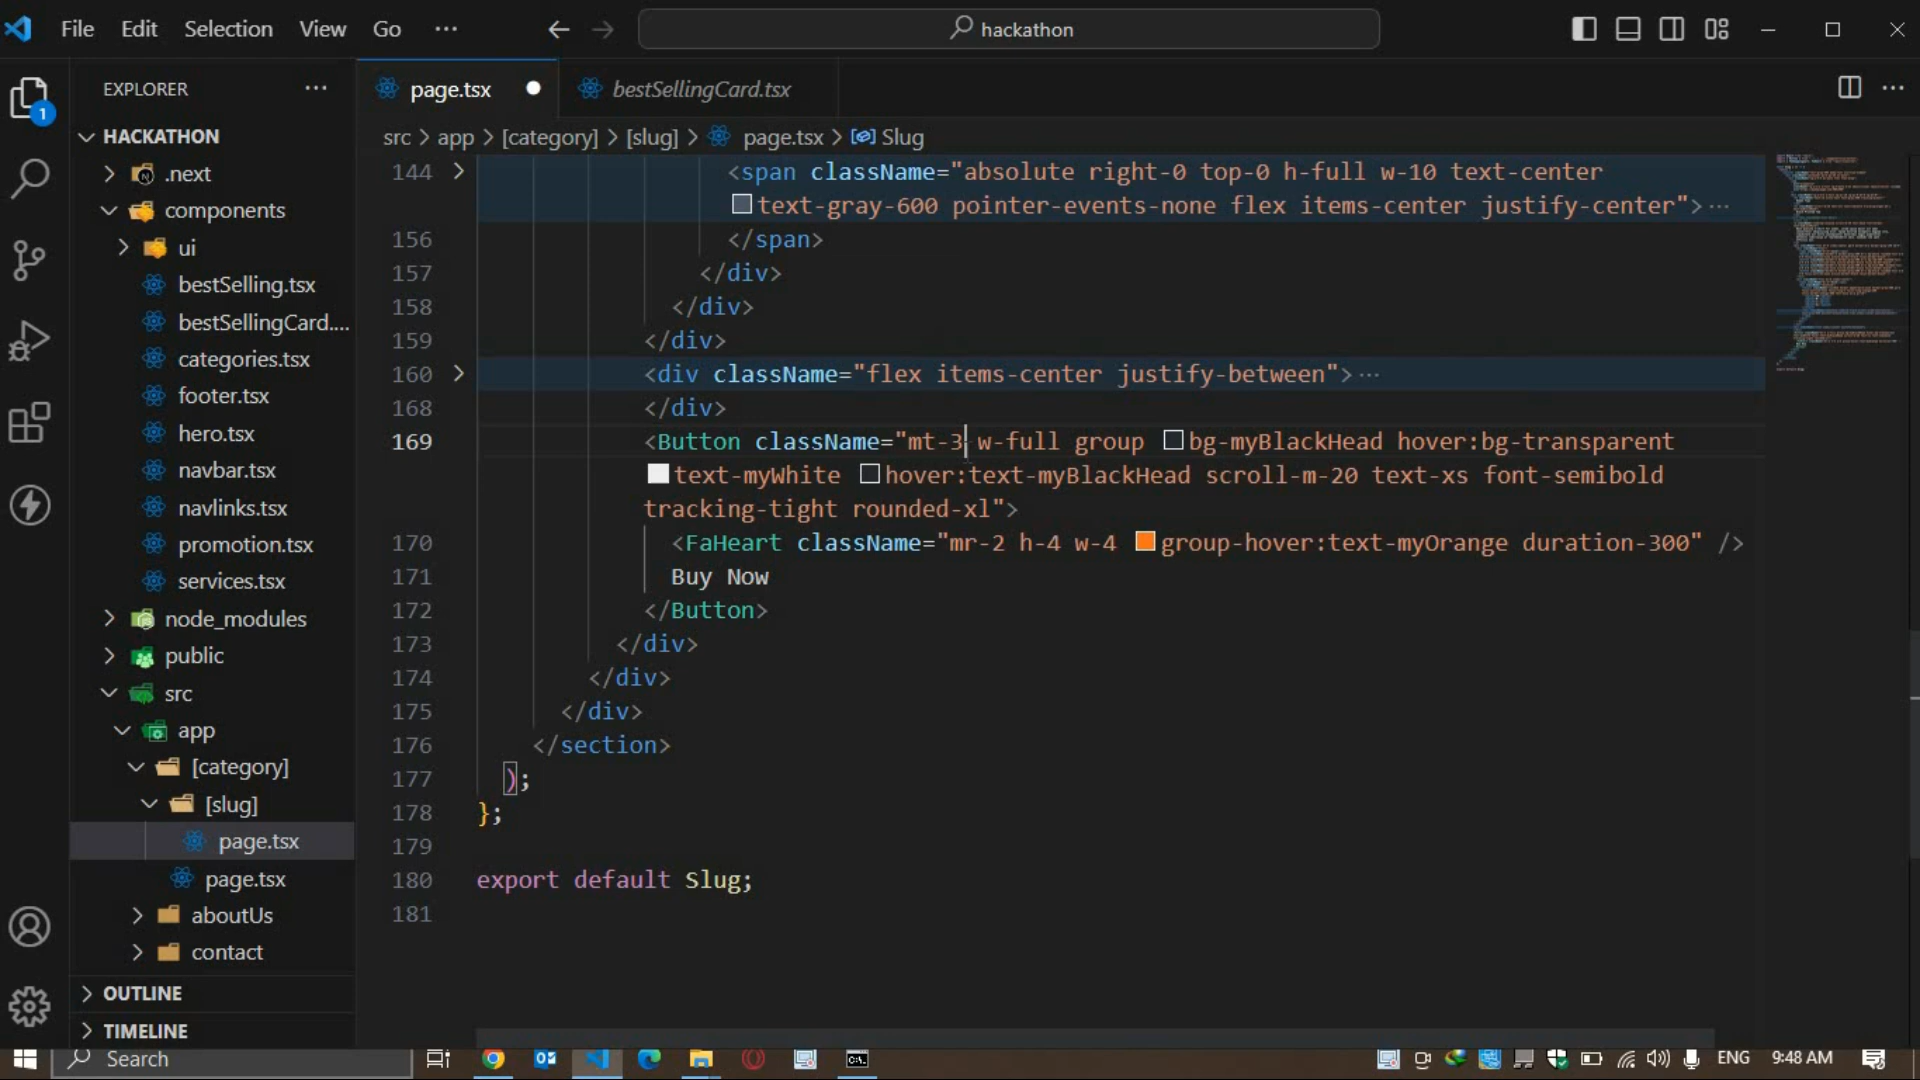 File Edit Selection View Go ··· hackathon
EXPLORER ···
HACKATHON
.next
components
ui
bestSelling.tsx
bestSellingCard....
categories.tsx
footer.tsx
hero.tsx
navbar.tsx
navlinks.tsx
promotion.tsx
services.tsx
node_modules
public
src
app
[category]
[slug]
page.tsx
page.tsx
aboutUs
contact
OUTLINE
TIMELINE
1
page.tsx bestSellingCard.tsx
src > app > [category] > [slug] > page.tsx > Slug
144 <span className="absolute right-0 top-0 h-full w-10 text-center
text-gray-600 pointer-events-none flex items-center justify-center">···
156 </span>
157 </div>
158 </div>
159 </div>
160 <div className="flex items-center justify-between">···
168 </div>
169 <Button className="mt-3 w-full group bg-myBlackHead hover:bg-transparent
text-myWhite hover:text-myBlackHead scroll-m-20 text-xs font-semibold
tracking-tight rounded-xl">
170 <FaHeart className="mr-2 h-4 w-4 group-hover:text-myOrange duration-300" />
171 Buy Now
172 </Button>
173 </div>
174 </div>
175 </div>
176 </section>
177 );
178 };
179
180 export default Slug;
181
Search
ENG 9:48 AM